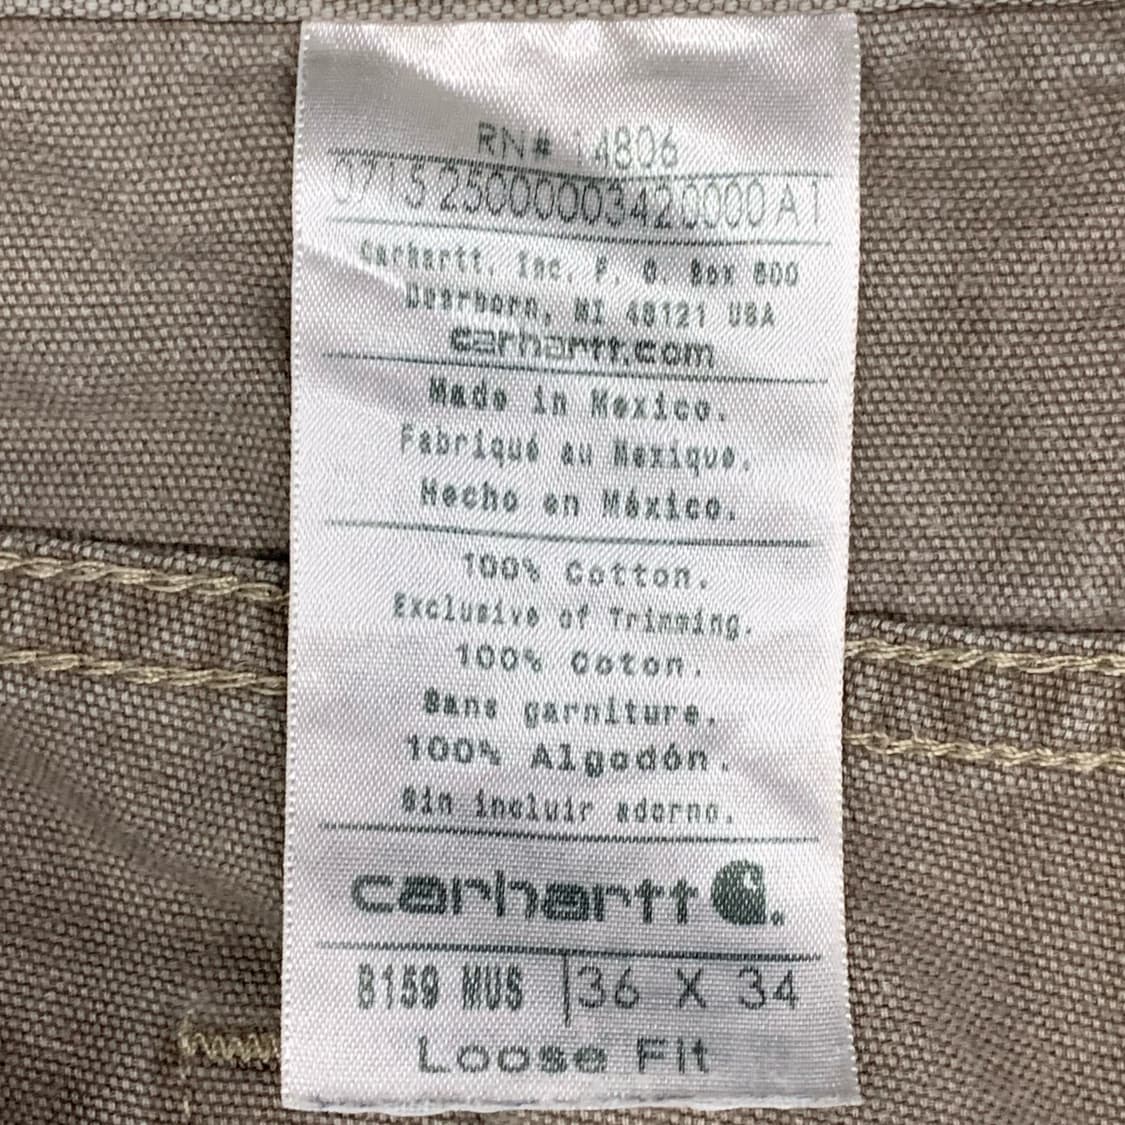 RN# 14806
0715 25000003420000 A1
Carhartt, Inc. P. O. Box 600
Dearborn, MI 48121 USA
carhartt.com
Made in Mexico.
Fabriqué au Mexique.
Hecho en México.
100% Cotton.
Exclusive of Trimming.
100% Coton.
Sans garniture.
100% Algodón.
Sin incluir adorno.
carhartt
B159 MUS | 36 X 34
Loose Fit